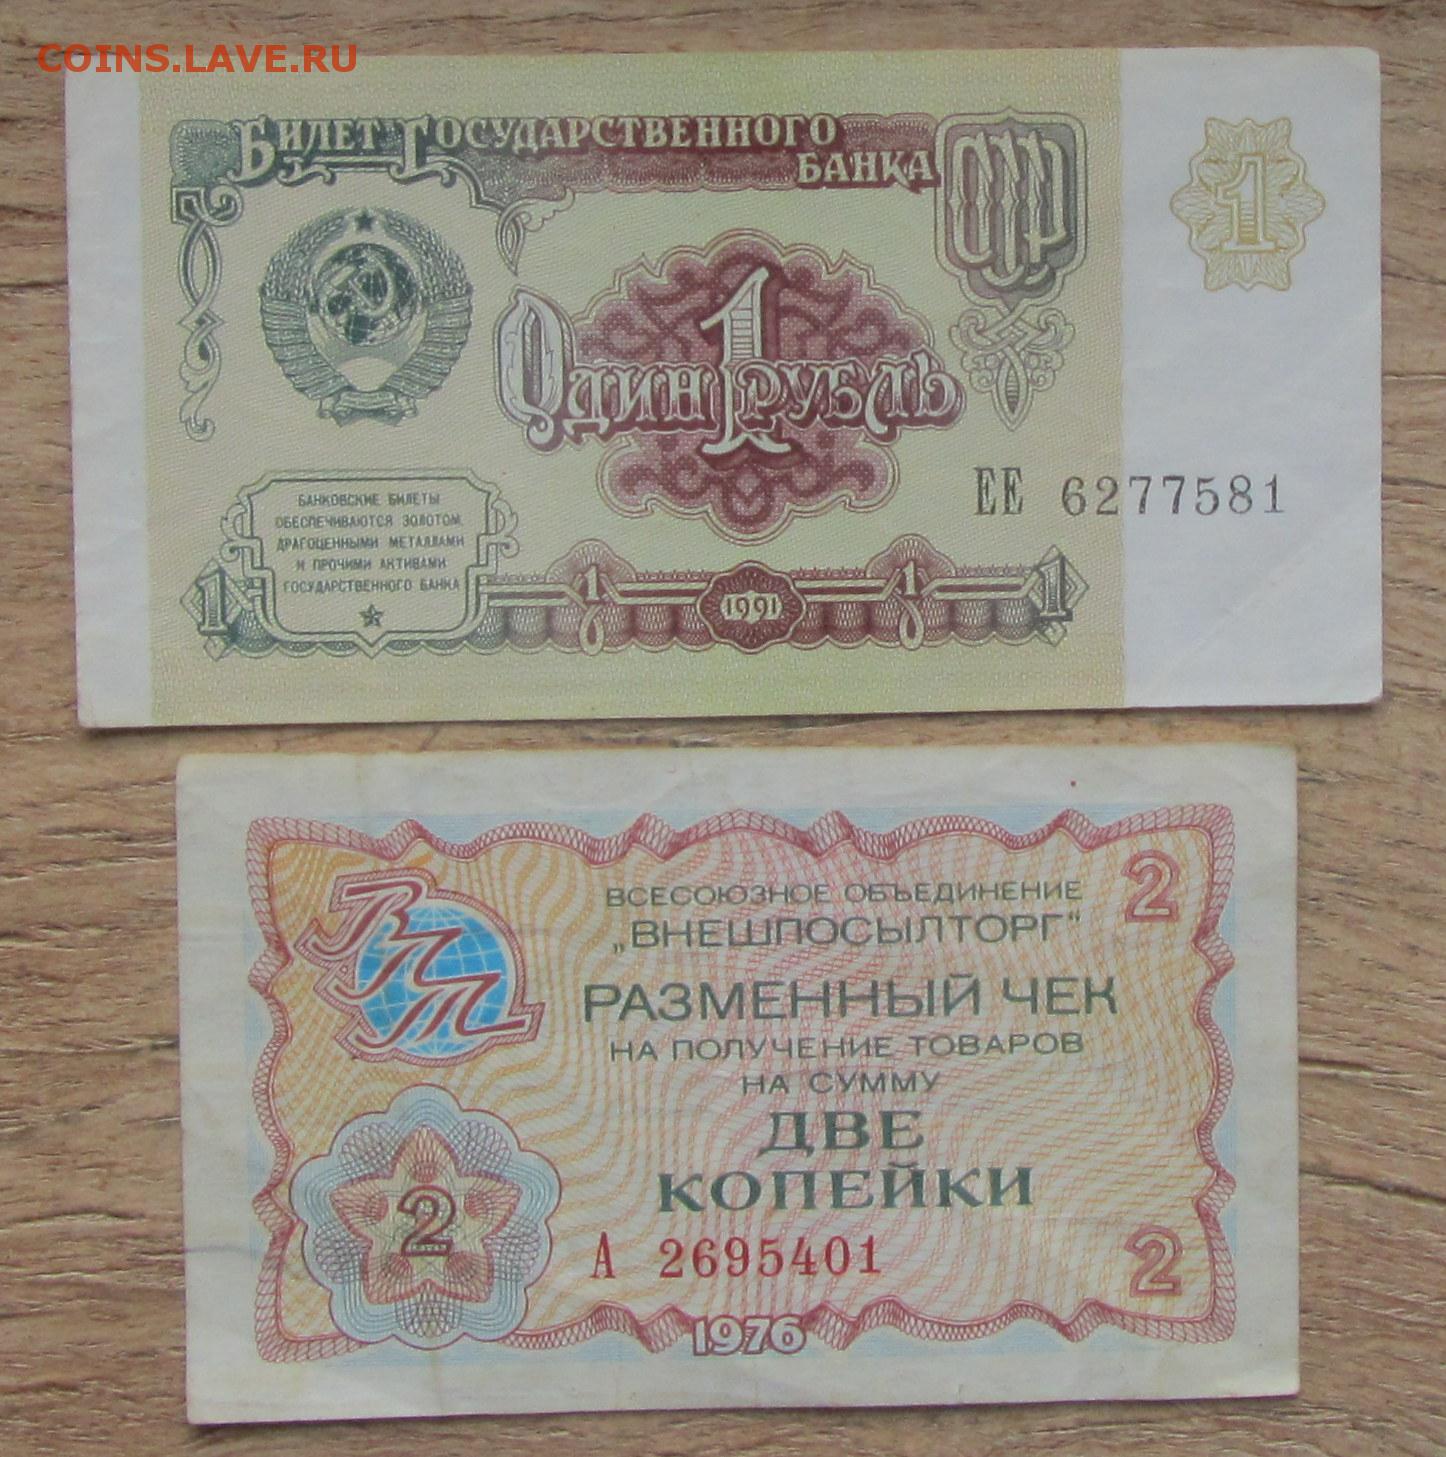 COINS.LAVE.RU
БИЛЕТ ГОСУДАРСТВЕННОГО
БАНКА СССР
1
ОДИН 1 РУБЛЬ
ЕЕ 6277581
БАНКОВСКИЕ БИЛЕТЫ
ОБЕСПЕЧИВАЮТСЯ ЗОЛОТОМ,
ДРАГОЦЕННЫМИ МЕТАЛЛАМИ
И ПРОЧИМИ АКТИВАМИ
ГОСУДАРСТВЕННОГО БАНКА
1 1 1991 1 1
ВПТ
2
ВСЕСОЮЗНОЕ ОБЪЕДИНЕНИЕ
„ВНЕШПОСЫЛТОРГ"
РАЗМЕННЫЙ ЧЕК
НА ПОЛУЧЕНИЕ ТОВАРОВ
НА СУММУ
ДВЕ
КОПЕЙКИ
2
А 2695401
2
1976